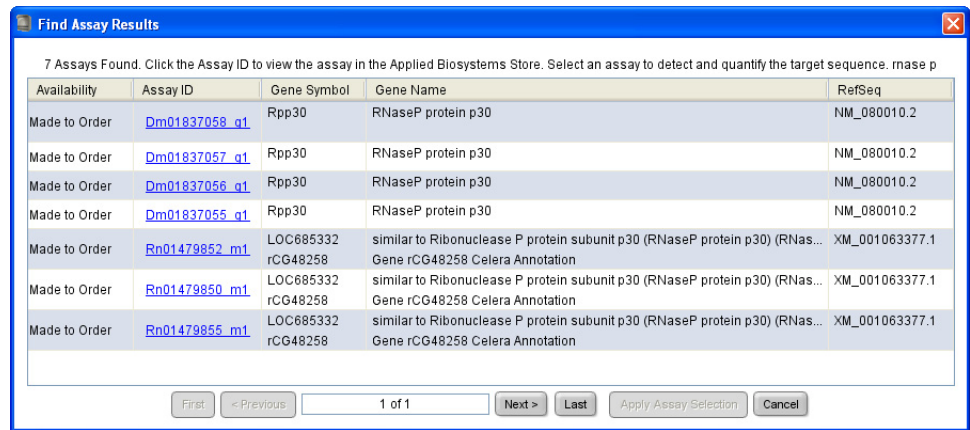 Find Assay Results
7 Assays Found. Click the Assay ID to view the assay in the Applied Biosystems Store. Select an assay to detect and quantify the target sequence. rnase p
Availability Assay ID Gene Symbol Gene Name RefSeq
Made to Order Dm01837058_g1 Rpp30 RNaseP protein p30 NM_080010.2
Made to Order Dm01837057_g1 Rpp30 RNaseP protein p30 NM_080010.2
Made to Order Dm01837056_g1 Rpp30 RNaseP protein p30 NM_080010.2
Made to Order Dm01837055_g1 Rpp30 RNaseP protein p30 NM_080010.2
Made to Order Rn01479852_m1 LOC685332 similar to Ribonuclease P protein subunit p30 (RNaseP protein p30) (RNas... XM_001063377.1
rCG48258 Gene rCG48258 Celera Annotation
Made to Order Rn01479850_m1 LOC685332 similar to Ribonuclease P protein subunit p30 (RNaseP protein p30) (RNas... XM_001063377.1
rCG48258 Gene rCG48258 Celera Annotation
Made to Order Rn01479855_m1 LOC685332 similar to Ribonuclease P protein subunit p30 (RNaseP protein p30) (RNas... XM_001063377.1
rCG48258 Gene rCG48258 Celera Annotation
First < Previous 1 of 1 Next > Last Apply Assay Selection Cancel